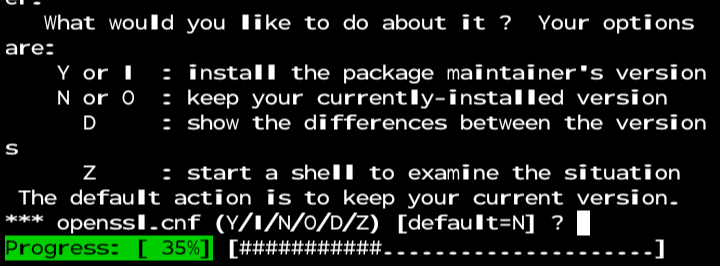 er.
What would you like to do about it ?  Your options
are:
Y or I  : install the package maintainer's version
N or O  : keep your currently-installed version
D     : show the differences between the version
s
Z     : start a shell to examine the situation
The default action is to keep your current version.
*** openssl.cnf (Y/I/N/O/D/Z) [default=N] ?
Progress: [ 35%] [###########.....................]